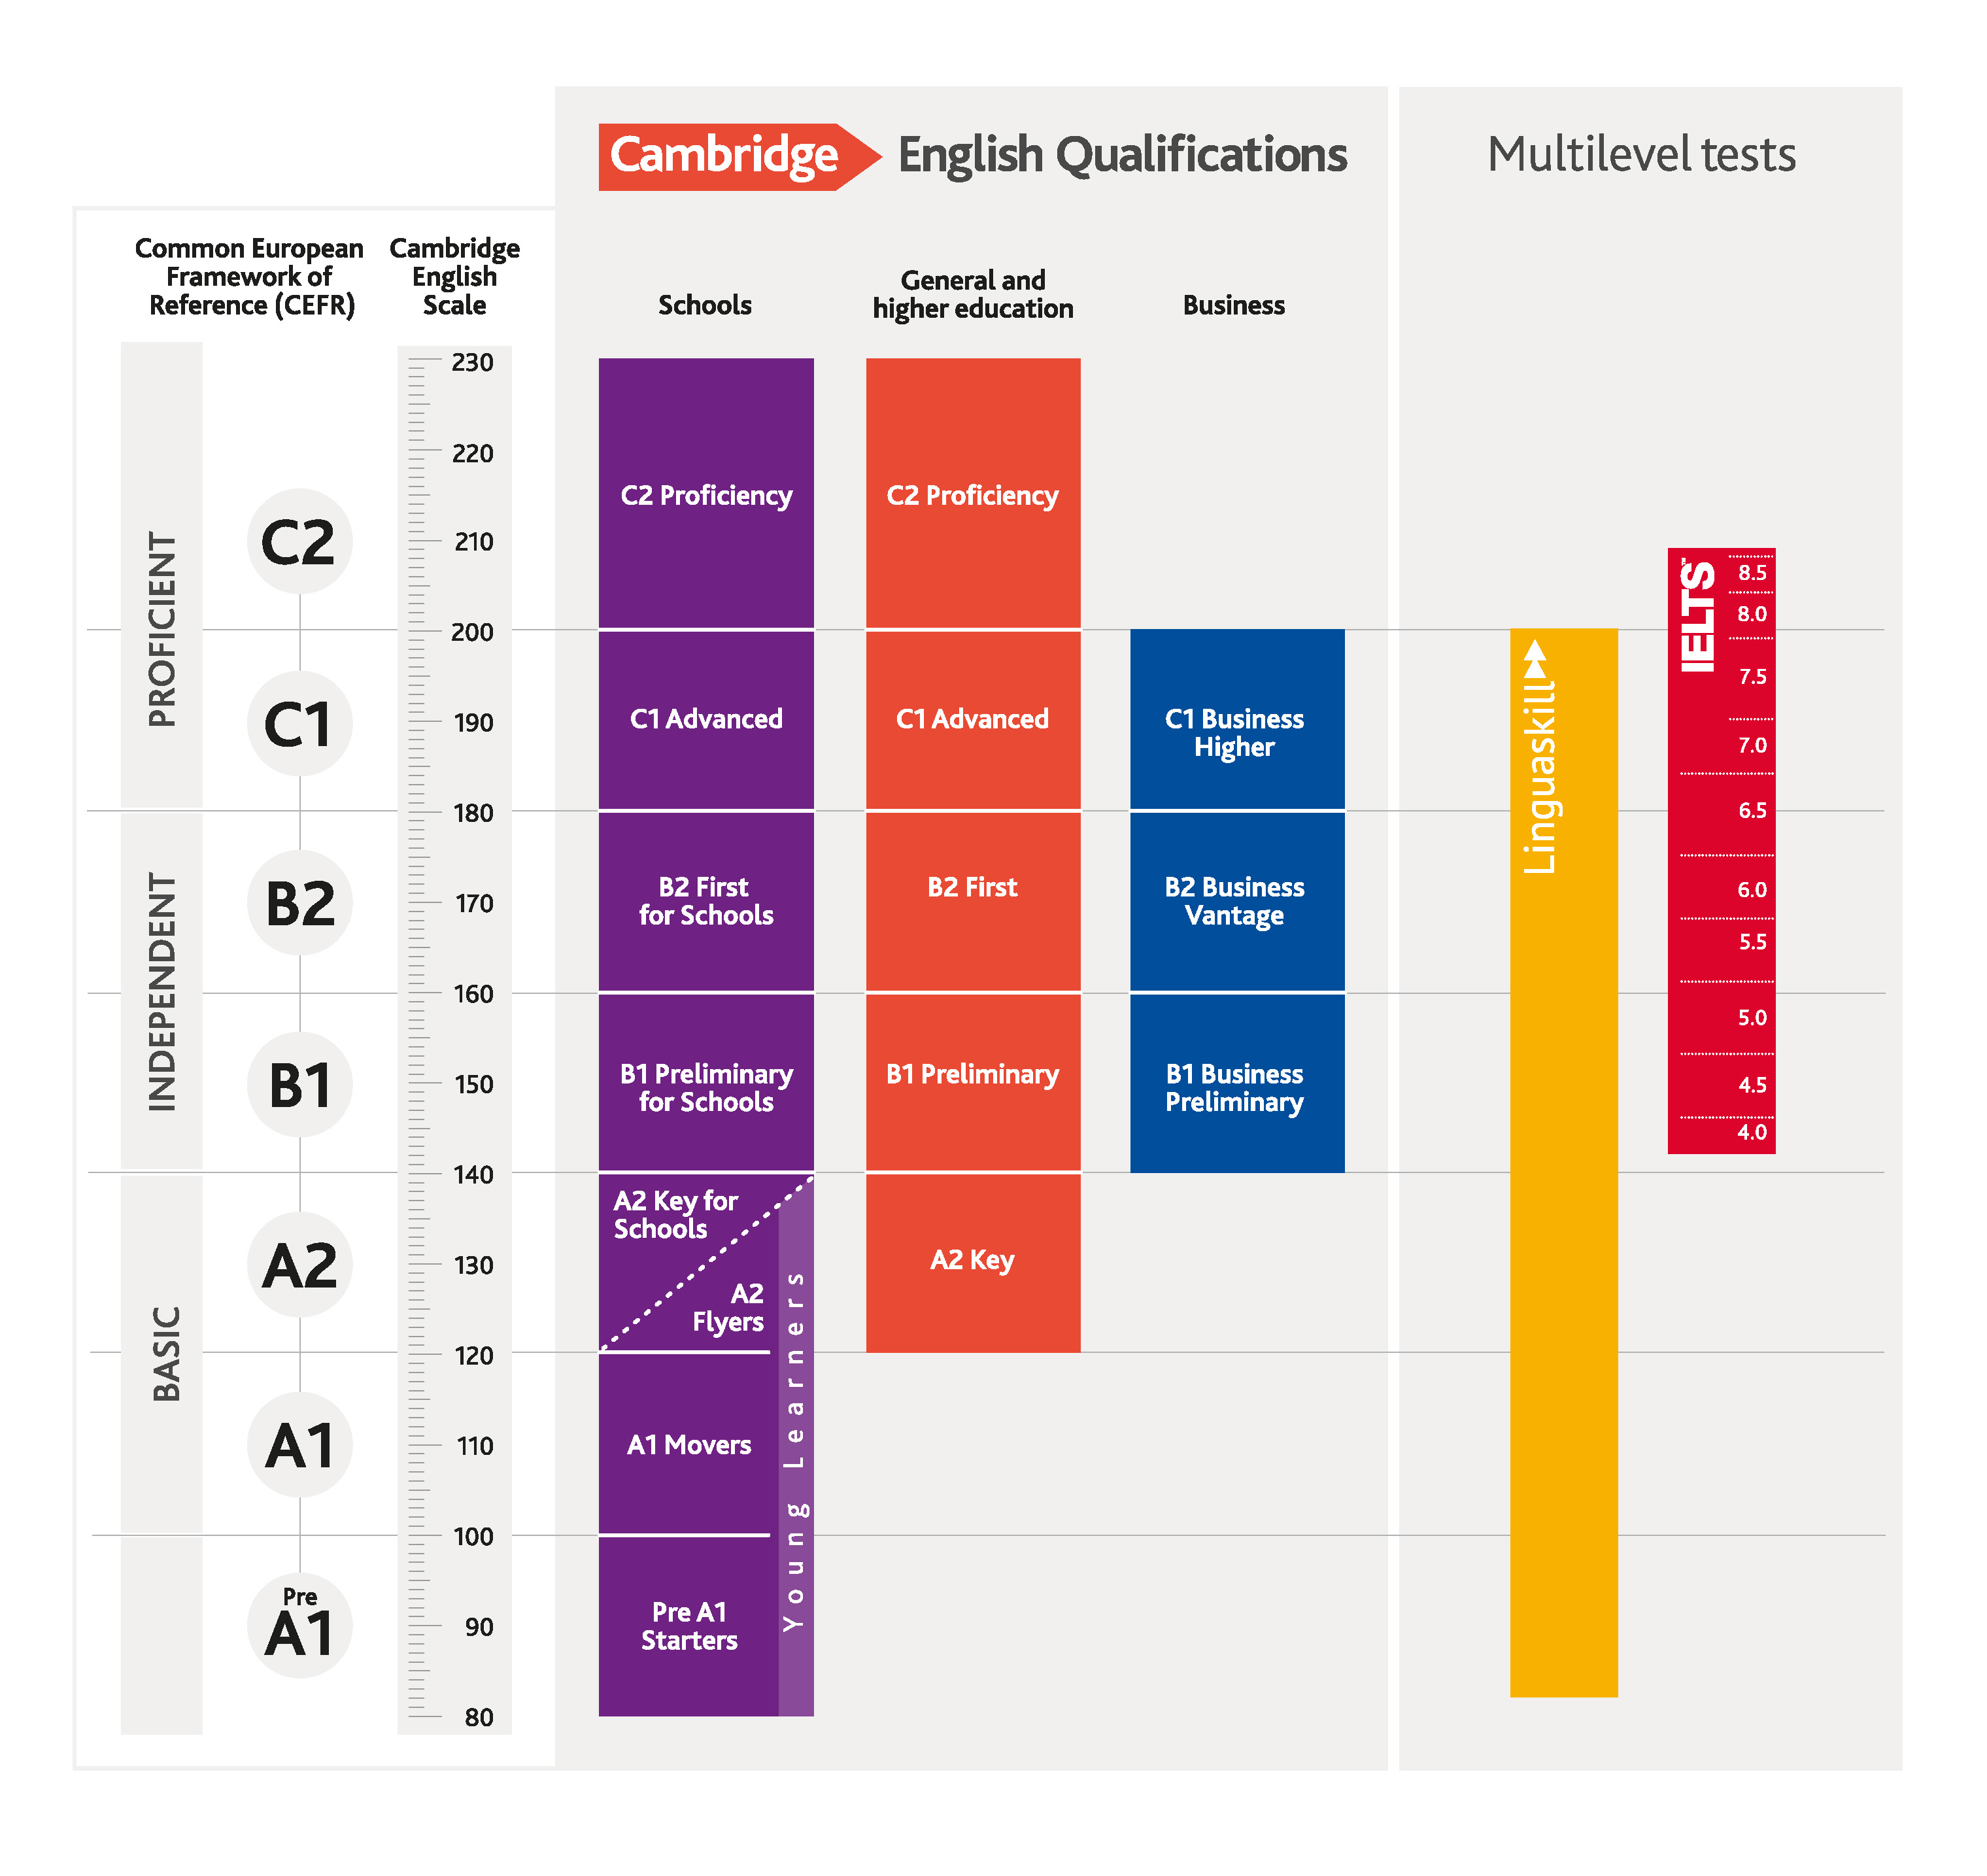 Cambridge English Qualifications
Multilevel tests
Common European
Framework of
Reference (CEFR)
Cambridge
English
Scale
Schools
General and
higher education
Business
PROFICIENT
INDEPENDENT
BASIC
C2
C1
B2
B1
A2
A1
Pre
A1
230
220
210
200
190
180
170
160
150
140
130
120
110
100
90
80
C2 Proficiency
C1 Advanced
B2 First
for Schools
B1 Preliminary
for Schools
A2 Key for
Schools
A2
Flyers
A1 Movers
Pre A1
Starters
Young Learners
C2 Proficiency
C1 Advanced
B2 First
B1 Preliminary
A2 Key
C1 Business
Higher
B2 Business
Vantage
B1 Business
Preliminary
Linguaskill
IELTS™
8.5
8.0
7.5
7.0
6.5
6.0
5.5
5.0
4.5
4.0